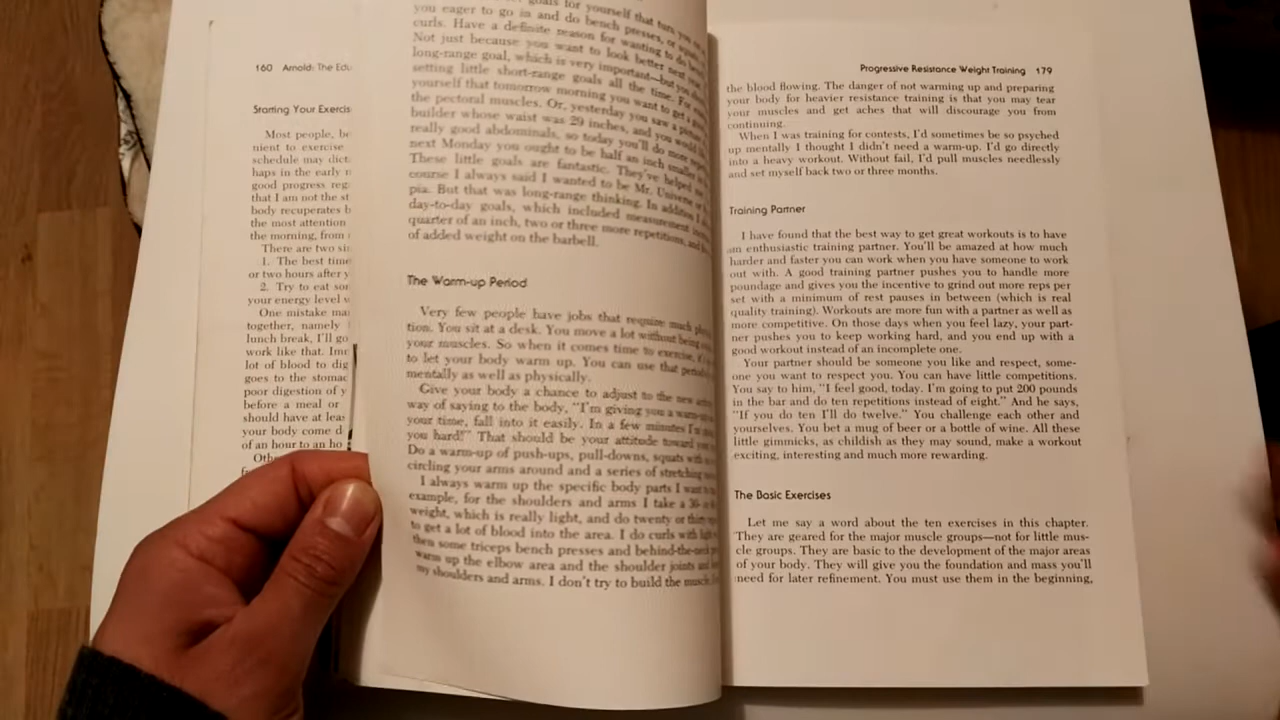 160 Arnold: The Edu
Starting Your Exercis
Most people, be
nient to exercise
schedule may dict
haps in the early
good progress reg
that I am not the st
body recuperates b
the most attention
the morning, from
There are two si
1. The best time
or two hours after y
2. Try to eat so
your energy level
One mistake ma
together, namely
lunch break, I'll go
work like that.
lot of blood to dig
goes to the stomac
poor digestion of y
before a meal or
should have at leas
your body come d
of an hour to an ho
Othe
goals for yourself that turn you
you eager to go in and do bench presses, or
curls. Have a definite reason for wanting to do
Not just because you want to look better next
long-range goal, which is very important—but you
setting little short-range goals all the time. For
yourself that tomorrow morning you want to get a
the pectoral muscles. Or, yesterday you saw a picture
builder whose waist was 29 inches, and you would
really good abdominals, so today you'll do more
next Monday you ought to be half an inch smaller
These little goals are fantastic. They've helped me
course I always said I wanted to be Mr. Universe
pia. But that was long-range thinking. In addition I
day-to-day goals, which included measurement
quarter of an inch, two or three more repetitions, and
of added weight on the barbell.
The Warm-up Period
Very few people have jobs that require much
tion. You sit at a desk. You move a lot without being
your muscles. So when it comes time to exercise,
to let your body warm up. You can use that
mentally as well as physically.
Give your body a chance to adjust to the new
way of saying to the body, "I'm giving you a warm-up
your time, fall into it easily. In a few minutes I'm
you hard!" That should be your attitude toward
Do a warm-up of push-ups, pull-downs, squats with
circling your arms around and a series of stretching
I always warm up the specific body parts I want
example, for the shoulders and arms I take a
weight, which is really light, and do twenty or thirty
to get a lot of blood into the area. I do curls with
then some triceps bench presses and behind-the-neck
warm up the elbow area and the shoulder joints and
my shoulders and arms. I don't try to build the muscle
Progressive Resistance Weight Training 179
the blood flowing. The danger of not warming up and preparing
your body for heavier resistance training is that you may tear
your muscles and get aches that will discourage you from
continuing.
When I was training for contests, I'd sometimes be so psyched
up mentally I thought I didn't need a warm-up. I'd go directly
into a heavy workout. Without fail, I'd pull muscles needlessly
and set myself back two or three months.
Training Partner
I have found that the best way to get great workouts is to have
an enthusiastic training partner. You'll be amazed at how much
harder and faster you can work when you have someone to work
out with. A good training partner pushes you to handle more
poundage and gives you the incentive to grind out more reps per
set with a minimum of rest pauses in between (which is real
quality training). Workouts are more fun with a partner as well as
more competitive. On those days when you feel lazy, your part-
ner pushes you to keep working hard, and you end up with a
good workout instead of an incomplete one.
Your partner should be someone you like and respect, some-
one you want to respect you. You can have little competitions.
You say to him, "I feel good, today. I'm going to put 200 pounds
in the bar and do ten repetitions instead of eight." And he says,
"If you do ten I'll do twelve." You challenge each other and
yourselves. You bet a mug of beer or a bottle of wine. All these
little gimmicks, as childish as they may sound, make a workout
exciting, interesting and much more rewarding.
The Basic Exercises
Let me say a word about the ten exercises in this chapter.
They are geared for the major muscle groups—not for little mus-
cle groups. They are basic to the development of the major areas
of your body. They will give you the foundation and mass you'll
need for later refinement. You must use them in the beginning,